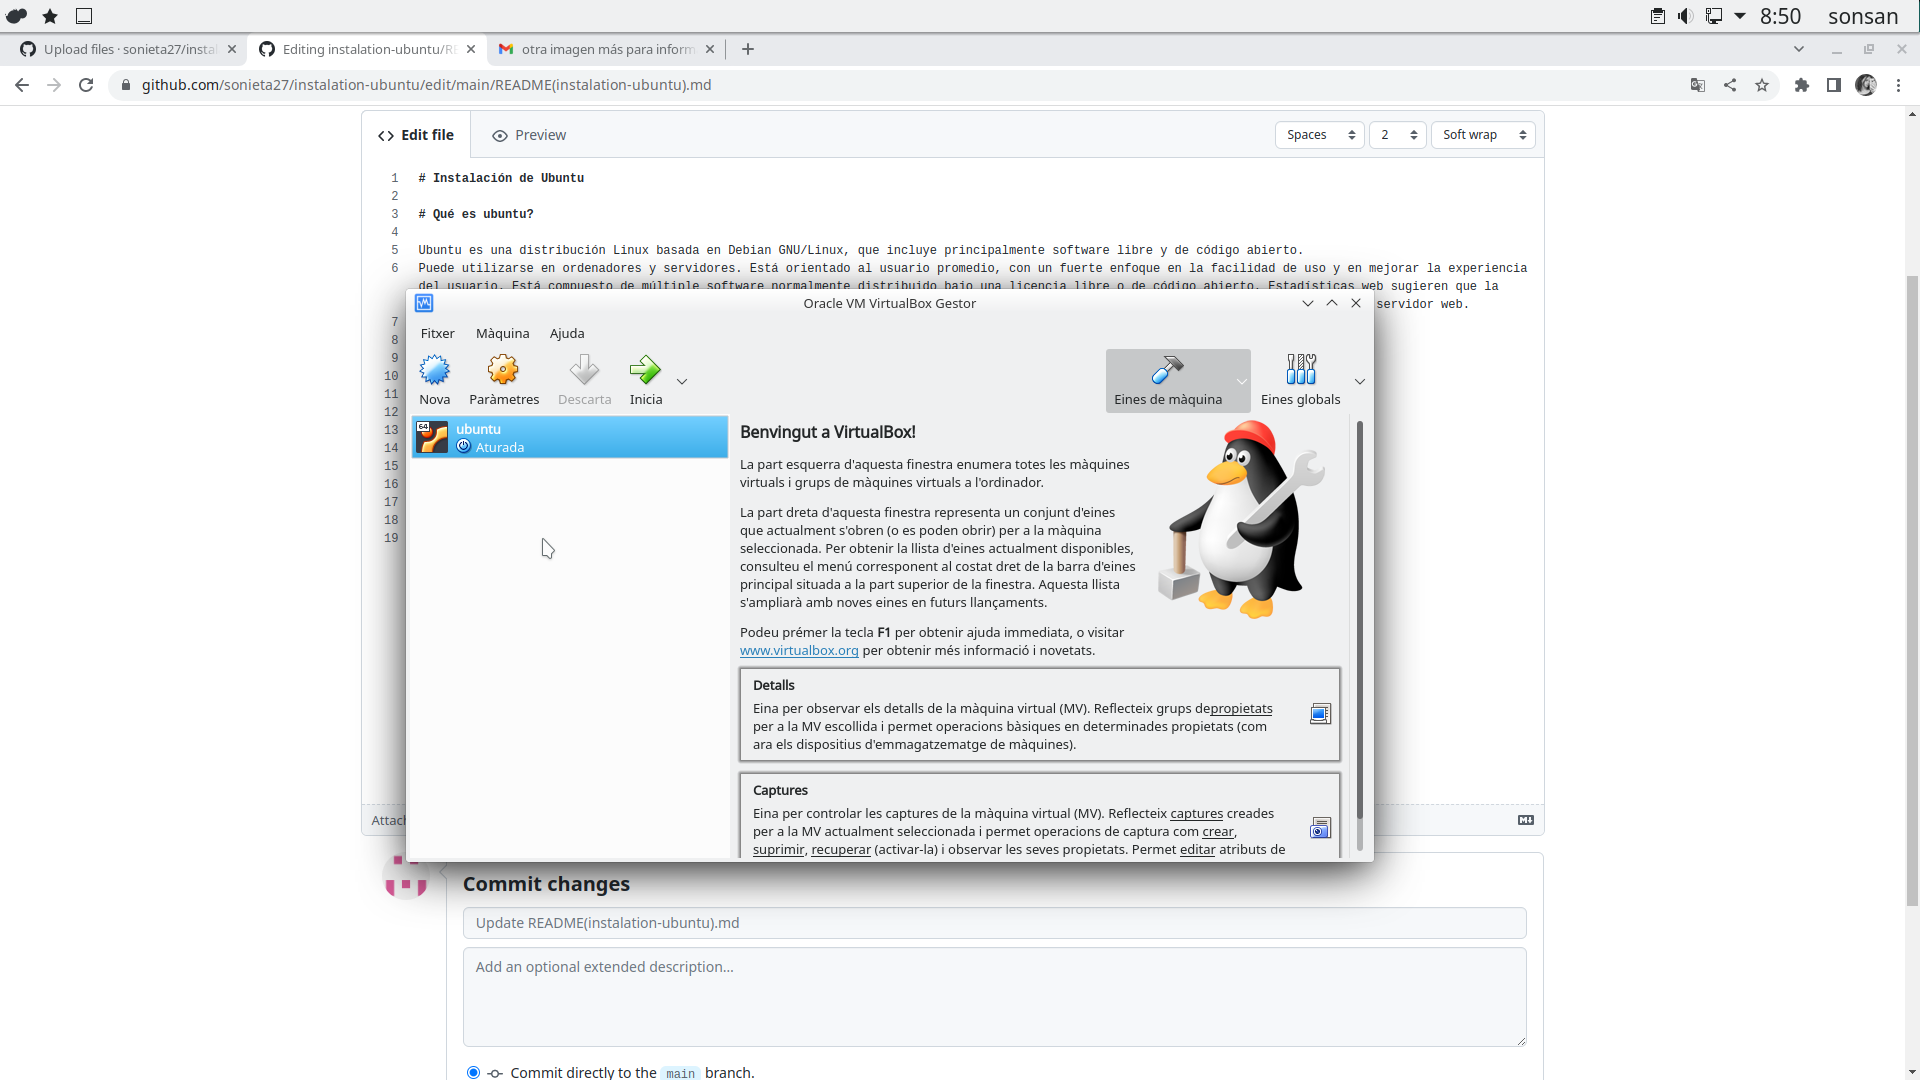 8:50 sonsan
Upload files · sonieta27/insta
Editing instalation-ubuntu/RE
otra imagen más para inform
github.com/sonieta27/instalation-ubuntu/edit/main/README(instalation-ubuntu).md
Edit file
Preview
Spaces
2
Soft wrap
1 # Instalación de Ubuntu
2
3 # Qué es ubuntu?
4
5 Ubuntu es una distribución Linux basada en Debian GNU/Linux, que incluye principalmente software libre y de código abierto.
6 Puede utilizarse en ordenadores y servidores. Está orientado al usuario promedio, con un fuerte enfoque en la facilidad de uso y en mejorar la experiencia
del usuario. Está compuesto de múltiple software normalmente distribuido bajo una licencia libre o de código abierto. Estadísticas web sugieren que la
servidor web.
7
8
9
10
11
12
13
14
15
16
17
18
19
Oracle VM VirtualBox Gestor
Fitxer Màquina Ajuda
Nova
Paràmetres
Descarta
Inicia
Eines de màquina
Eines globals
64
ubuntu
Aturada
Benvingut a VirtualBox!
La part esquerra d'aquesta finestra enumera totes les màquines
virtuals i grups de màquines virtuals a l'ordinador.
La part dreta d'aquesta finestra representa un conjunt d'eines
que actualment s'obren (o es poden obrir) per a la màquina
seleccionada. Per obtenir la llista d'eines actualment disponibles,
consulteu el menú corresponent al costat dret de la barra d'eines
principal situada a la part superior de la finestra. Aquesta llista
s'ampliarà amb noves eines en futurs llançaments.
Podeu prémer la tecla F1 per obtenir ajuda immediata, o visitar
www.virtualbox.org per obtenir més informació i novetats.
Detalls
Eina per observar els detalls de la màquina virtual (MV). Reflecteix grups depropietats
per a la MV escollida i permet operacions bàsiques en determinades propietats (com
ara els dispositius d'emmagatzematge de màquines).
Captures
Eina per controlar les captures de la màquina virtual (MV). Reflecteix captures creades
per a la MV actualment seleccionada i permet operacions de captura com crear,
suprimir, recuperar (activar-la) i observar les seves propietats. Permet editar atributs de
Attach
Commit changes
Update README(instalation-ubuntu).md
Add an optional extended description...
Commit directly to the main branch.